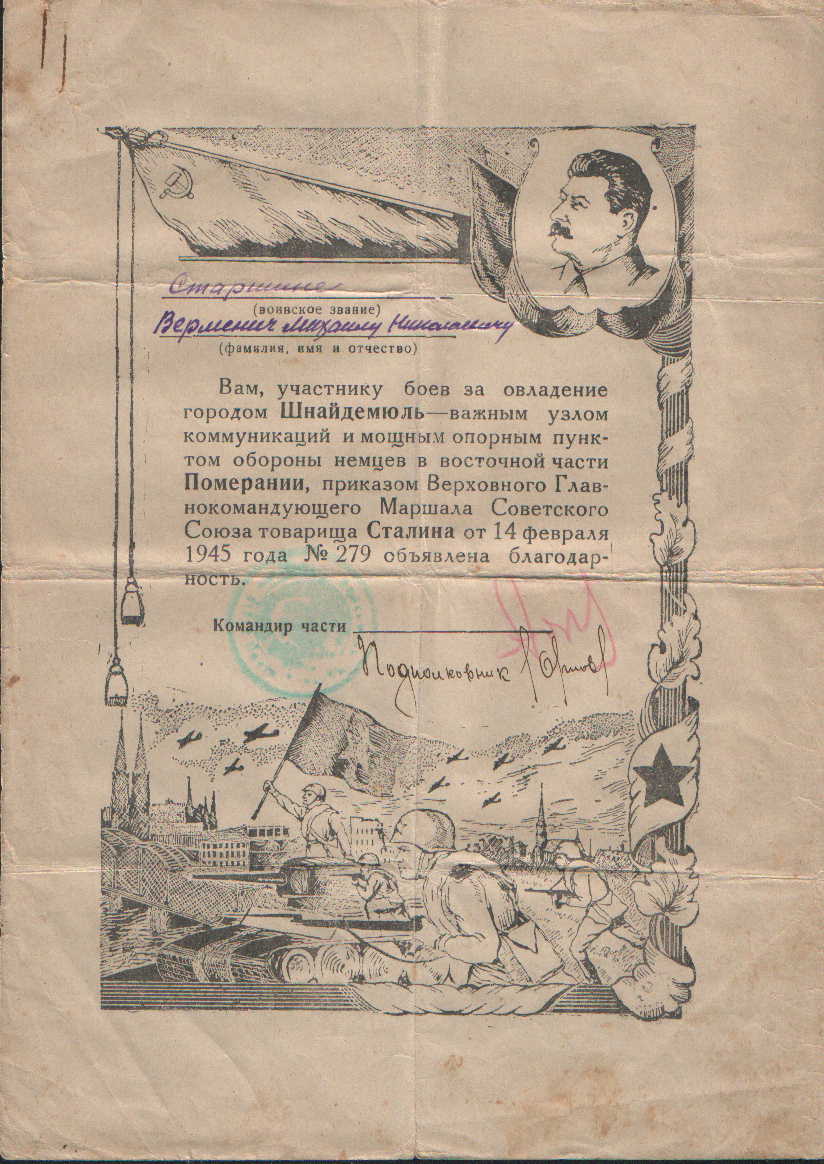 Старшине
(воинское звание)
Верменич Михаилу Николаевичу
(фамилия, имя и отчество)
Вам, участнику боев за овладение
городом Шнайдемюль—важным узлом
коммуникаций и мощным опорным пунк-
том обороны немцев в восточной части
Померании, приказом Верховного Глав-
нокомандующего Маршала Советского
Союза товарища Сталина от 14 февраля
1945 года № 279 объявлена благодар-
ность.
Командир части
Подполковник